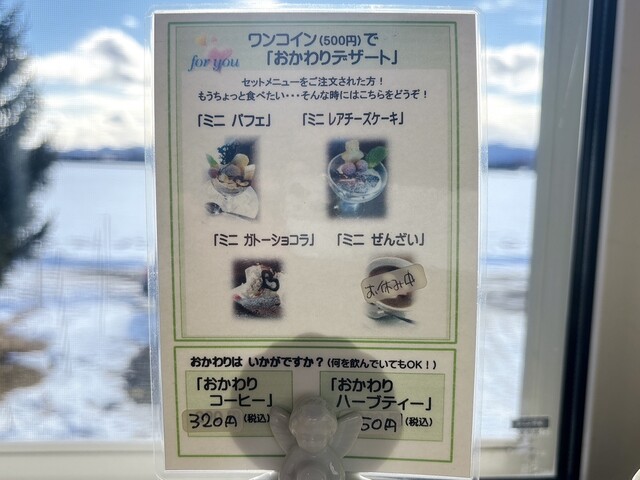 for you
ワンコイン(500円)で
「おかわりデザート」
セットメニューをご注文された方！
もうちょっと食べたい・・・そんな時にはこちらをどうぞ！
「ミニ パフェ」
「ミニ レアチーズケーキ」
「ミニ ガトーショコラ」
「ミニ ぜんざい」
お休み中
おかわりは いかがですか？(何を飲んでいてもOK！)
「おかわり
コーヒー」
320円(税込)
「おかわり
ハーブティー」
50円(税込)